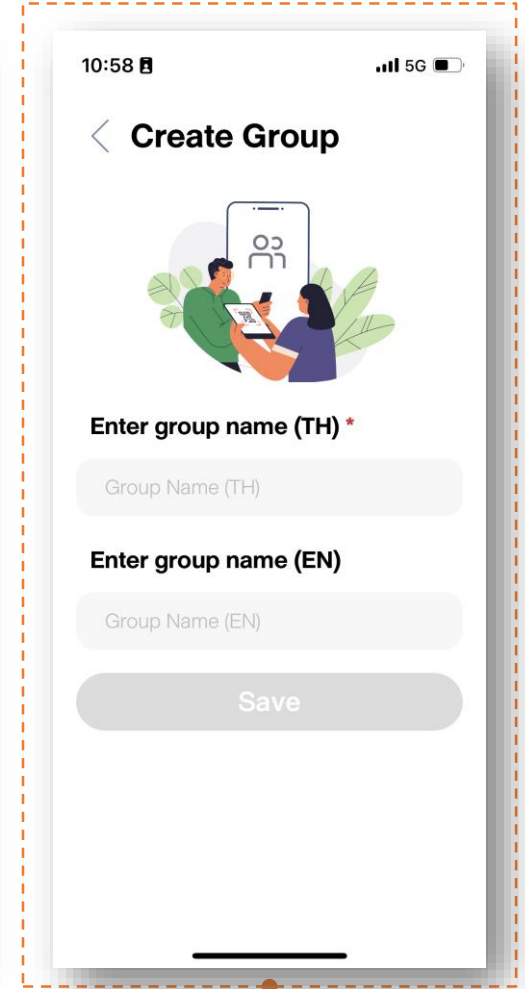 10:58
5G
Create Group
Enter group name (TH) *
Group Name (TH)
Enter group name (EN)
Group Name (EN)
Save